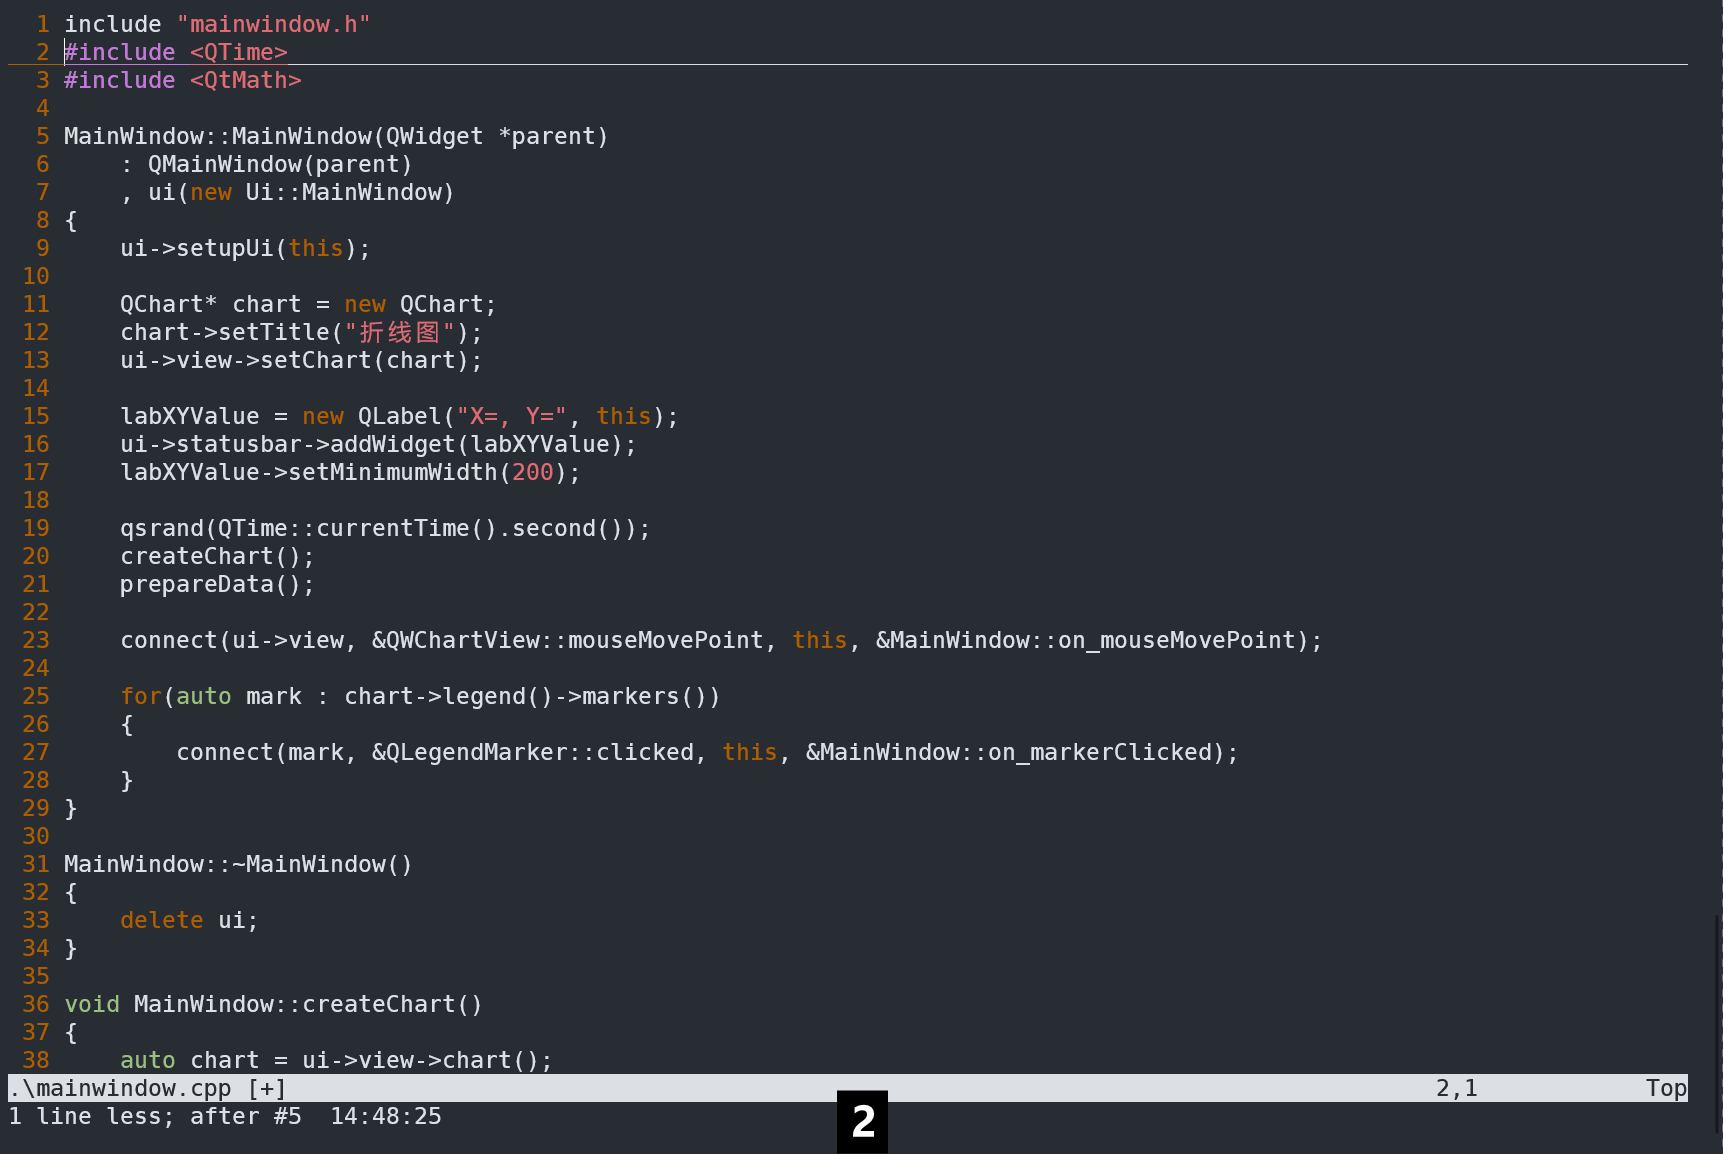 1 include "mainwindow.h"
2 #include <QTime>
3 #include <QtMath>
4
5 MainWindow::MainWindow(QWidget *parent)
6     : QMainWindow(parent)
7     , ui(new Ui::MainWindow)
8 {
9     ui->setupUi(this);
10
11     QChart* chart = new QChart;
12     chart->setTitle("折线图");
13     ui->view->setChart(chart);
14
15     labXYValue = new QLabel("X=, Y=", this);
16     ui->statusbar->addWidget(labXYValue);
17     labXYValue->setMinimumWidth(200);
18
19     qsrand(QTime::currentTime().second());
20     createChart();
21     prepareData();
22
23     connect(ui->view, &QWChartView::mouseMovePoint, this, &MainWindow::on_mouseMovePoint);
24
25     for(auto mark : chart->legend()->markers())
26     {
27         connect(mark, &QLegendMarker::clicked, this, &MainWindow::on_markerClicked);
28     }
29 }
30
31 MainWindow::~MainWindow()
32 {
33     delete ui;
34 }
35
36 void MainWindow::createChart()
37 {
38     auto chart = ui->view->chart();
.\mainwindow.cpp [+] 2,1 Top
1 line less; after #5  14:48:25
2